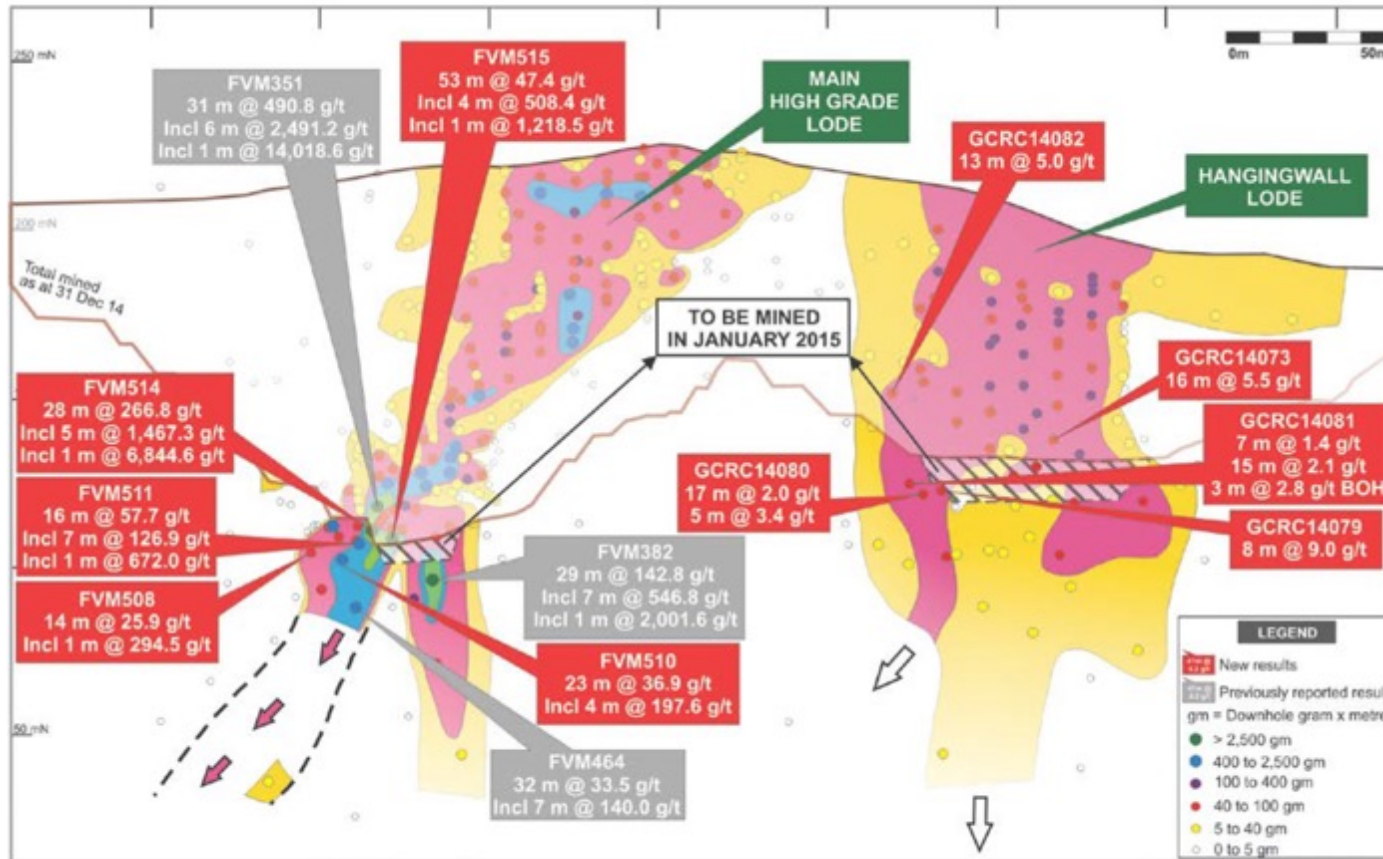 250 mN
FVM351
31 m @ 490.8 g/t
Incl 6 m @ 2,491.2 g/t
Incl 1 m @ 14,018.6 g/t
FVM515
53 m @ 47.4 g/t
Incl 4 m @ 508.4 g/t
Incl 1 m @ 1,218.5 g/t
MAIN
HIGH GRADE
LODE
0m 50m
GCRC14082
13 m @ 5.0 g/t
HANGINGWALL
LODE
200 mN
Total mined
as at 31 Dec 14
TO BE MINED
IN JANUARY 2015
FVM514
28 m @ 266.8 g/t
Incl 5 m @ 1,467.3 g/t
Incl 1 m @ 6,844.6 g/t
FVM511
16 m @ 57.7 g/t
Incl 7 m @ 126.9 g/t
Incl 1 m @ 672.0 g/t
FVM508
14 m @ 25.9 g/t
Incl 1 m @ 294.5 g/t
GCRC14073
16 m @ 5.5 g/t
GCRC14081
7 m @ 1.4 g/t
15 m @ 2.1 g/t
3 m @ 2.8 g/t BOH
GCRC14080
17 m @ 2.0 g/t
5 m @ 3.4 g/t
GCRC14079
8 m @ 9.0 g/t
FVM382
29 m @ 142.8 g/t
Incl 7 m @ 546.8 g/t
Incl 1 m @ 2,001.6 g/t
FVM510
23 m @ 36.9 g/t
Incl 4 m @ 197.6 g/t
FVM464
32 m @ 33.5 g/t
Incl 7 m @ 140.0 g/t
50 mN
LEGEND
New results
Previously reported result
gm = Downhole gram x metre
> 2,500 gm
400 to 2,500 gm
100 to 400 gm
40 to 100 gm
5 to 40 gm
0 to 5 gm